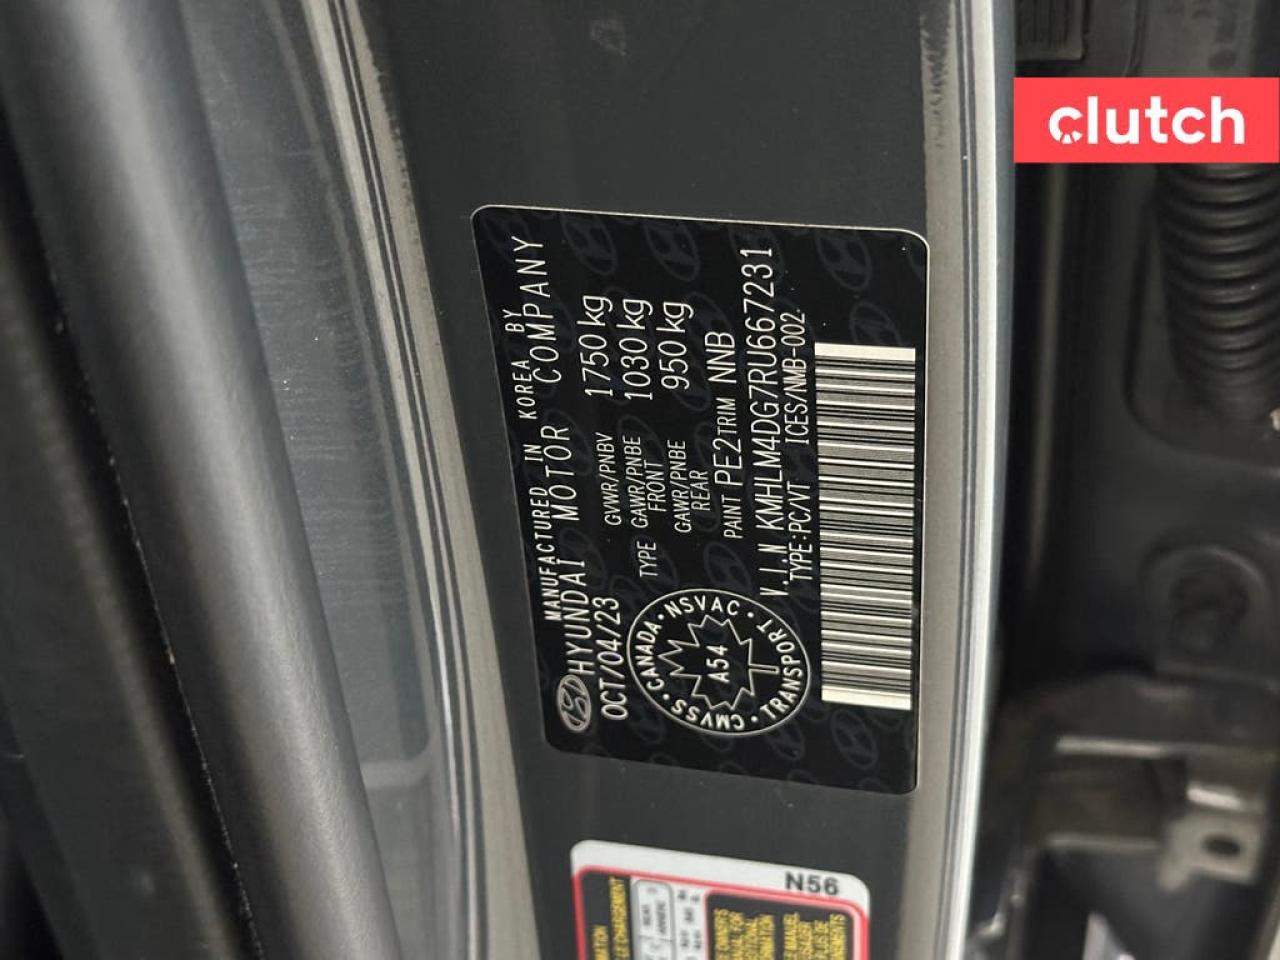 clutch
MANUFACTURED IN KOREA BY
HYUNDAI MOTOR COMPANY
OCT/04/23
GVWR/PNBV 1750 kg
TYPE GAWR/PNBE FRONT 1030 kg
GAWR/PNBE REAR 950 kg
PAINT PE2 TRIM NNB
V.I.N KMHLM4DG7RU667231
TYPE:PC/VT ICES/NMB-002
CANADA · NSVAC · TRANSPORT · CMVSS ·
A54
N56